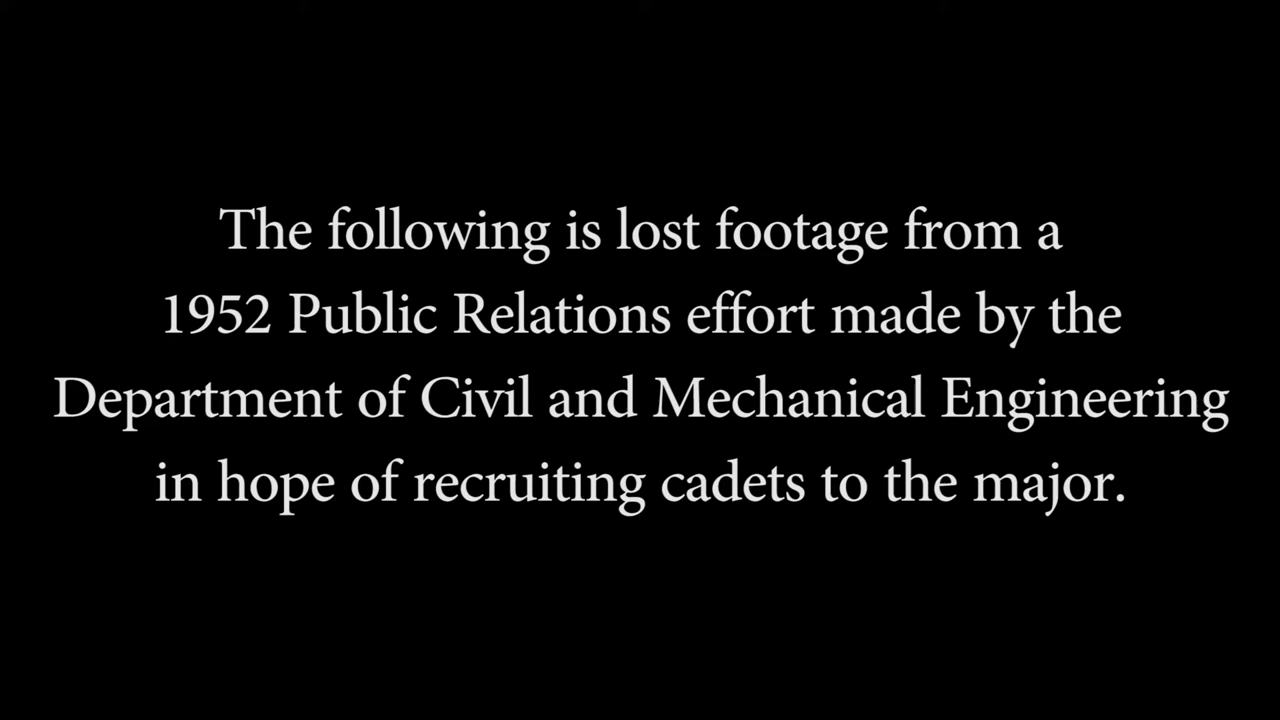 The following is lost footage from a
1952 Public Relations effort made by the
Department of Civil and Mechanical Engineering
in hope of recruiting cadets to the major.